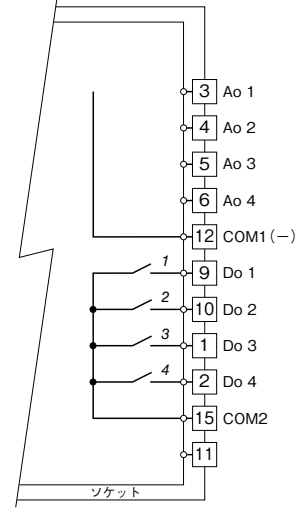 3 Ao 1
4 Ao 2
5 Ao 3
6 Ao 4
12 COM1(−)
1 9 Do 1
2 10 Do 2
3 1 Do 3
4 2 Do 4
15 COM2
11
ソケット